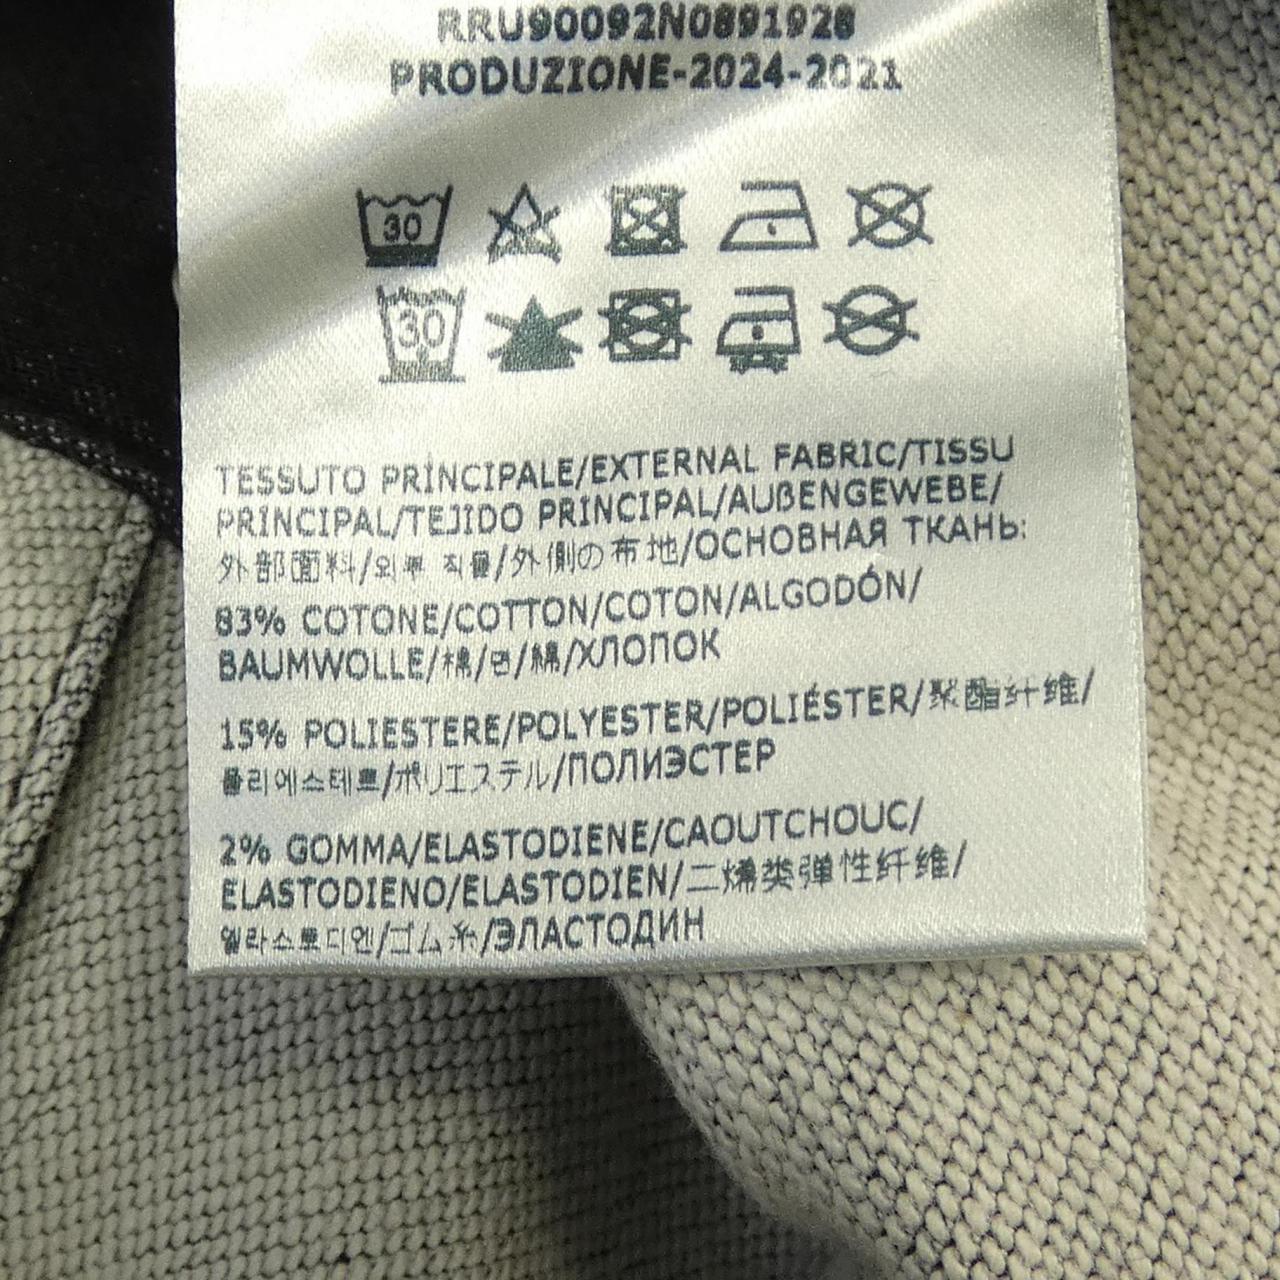 RRU90092N0891928
PRODUZIONE-2024-2021
30
30
TESSUTO PRINCIPALE/EXTERNAL FABRIC/TISSU
PRINCIPAL/TEJIDO PRINCIPAL/AUßENGEWEBE/
外部面料/외부 직물/外側の布地/ОСНОВНАЯ ТКАНЬ:
83% COTONE/COTTON/COTON/ALGODÓN/
BAUMWOLLE/棉/면/綿/ХЛОПОК
15% POLIESTERE/POLYESTER/POLIÉSTER/聚酯纤维/
폴리에스테르/ポリエステル/ПОЛИЭСТЕР
2% GOMMA/ELASTODIENE/CAOUTCHOUC/
ELASTODIENO/ELASTODIEN/二烯类弹性纤维/
엘라스토디엔/ゴム糸/ЭЛАСТОДИН